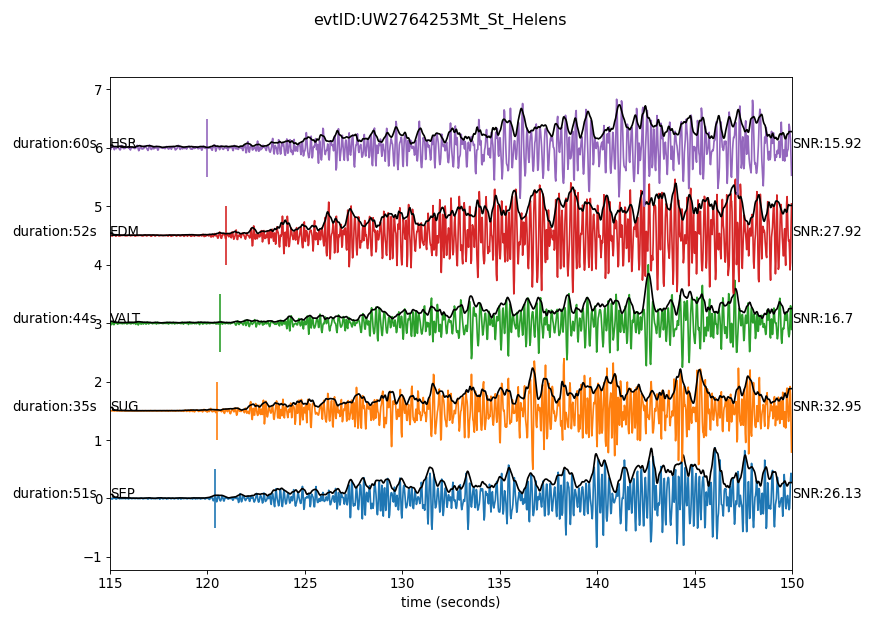 evtID:UW2764253Mt_St_Helens
7
duration:60s HSR SNR:15.92
6
5
duration:52s EDM SNR:27.92
4
duration:44s VALT SNR:16.7
3
2
duration:35s SUG SNR:32.95
1
duration:51s SEP SNR:26.13
0
−1
115 120 125 130 135 140 145 150
time (seconds)